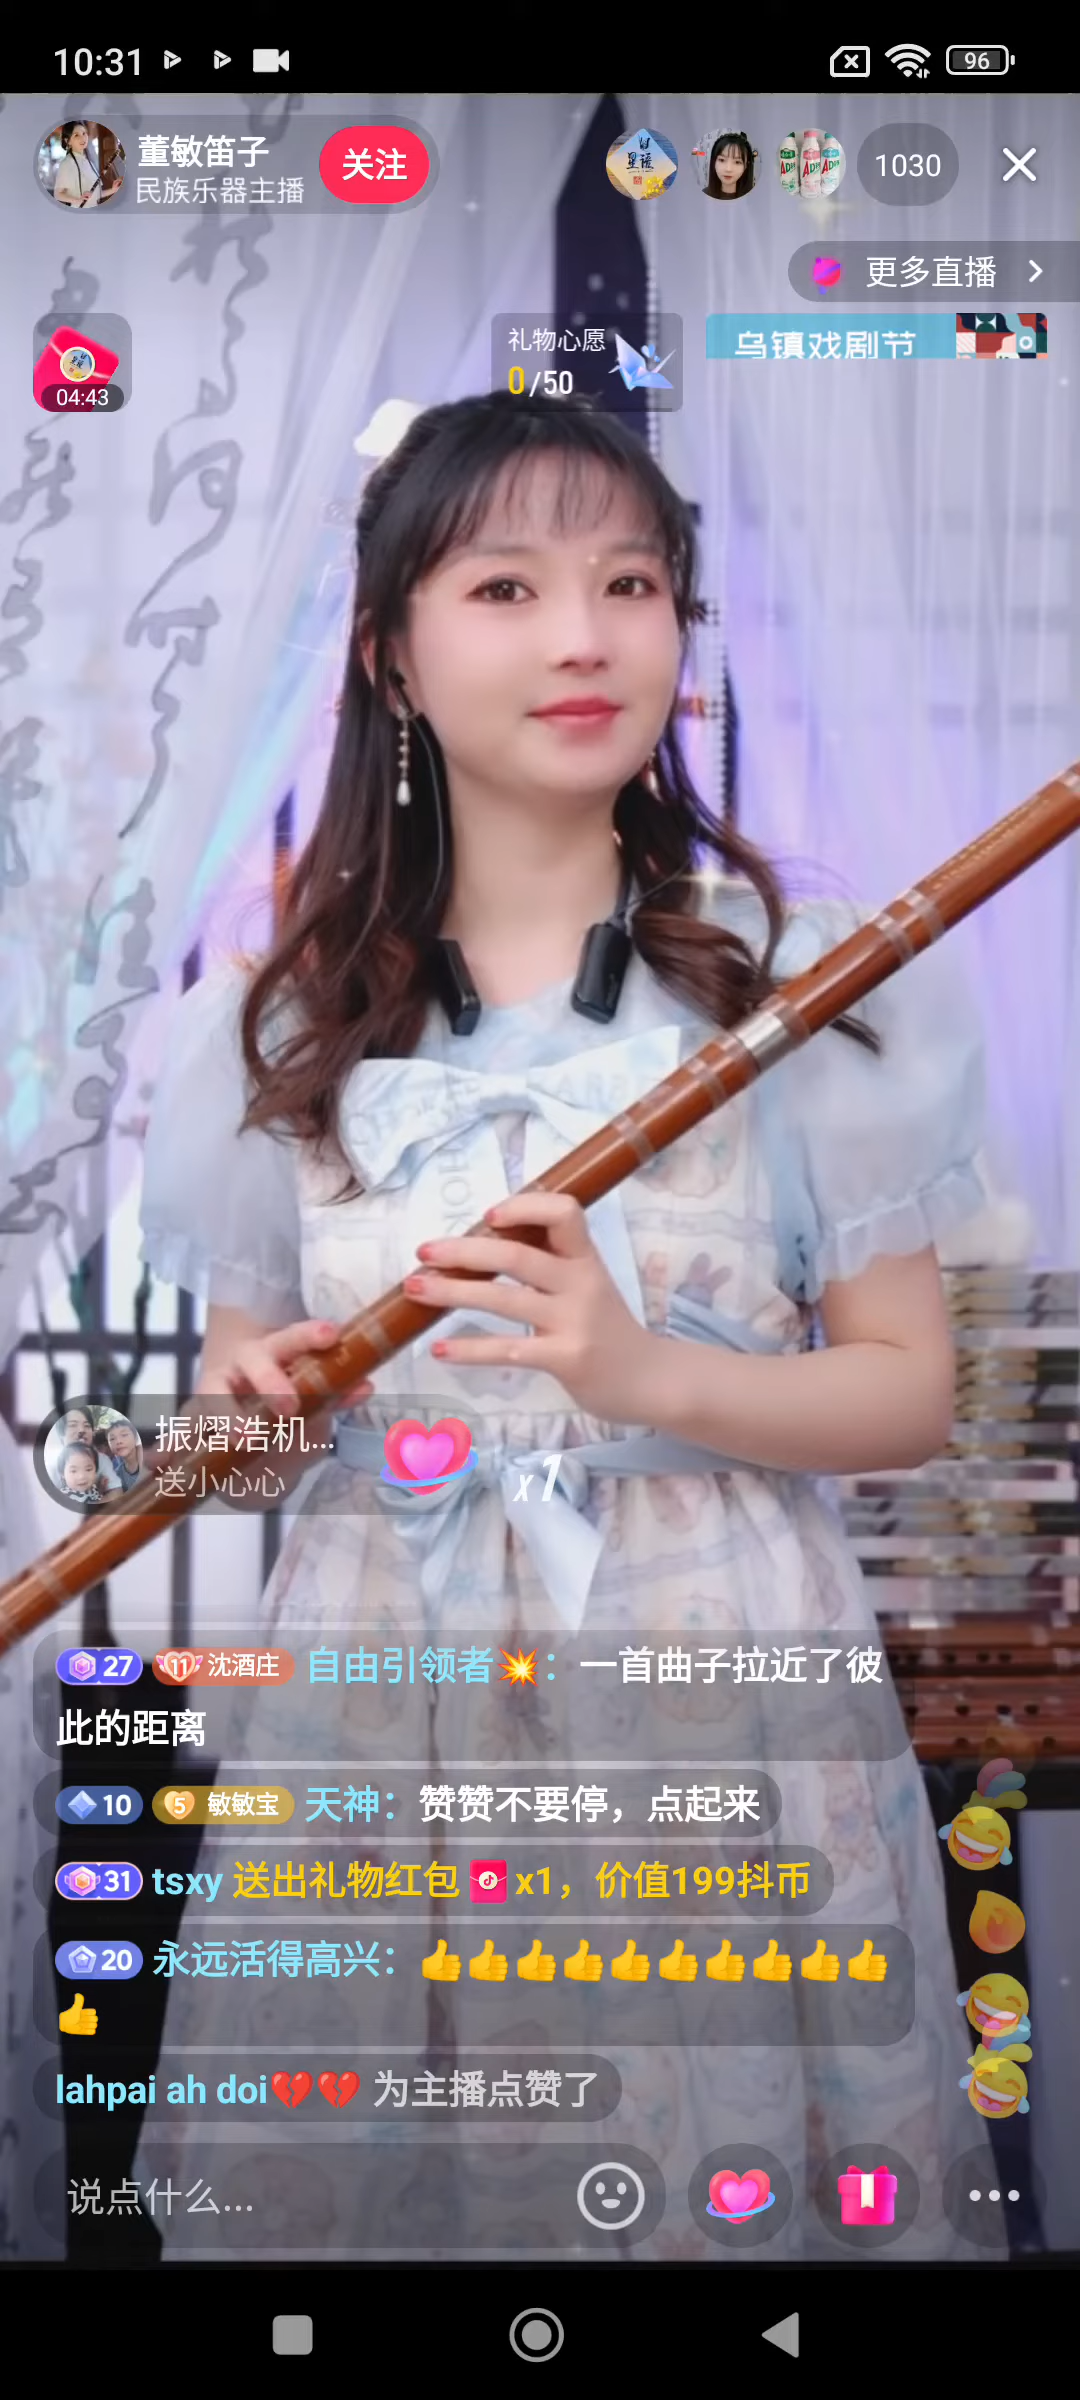 10:31
96
董敏笛子
民族乐器主播
关注
1030
更多直播
04:43
礼物心愿
0/50
乌镇戏剧节
振熠浩机...
送小心心
x1
27 11 沈酒庄 自由引领者💥：一首曲子拉近了彼
此的距离
10 5 敏敏宝 天神：赞赞不要停，点起来
31 tsxy 送出礼物红包 x1，价值199抖币
20 永远活得高兴：👍👍👍👍👍👍👍👍👍👍
👍
lahpai ah doi💔💔 为主播点赞了
说点什么...